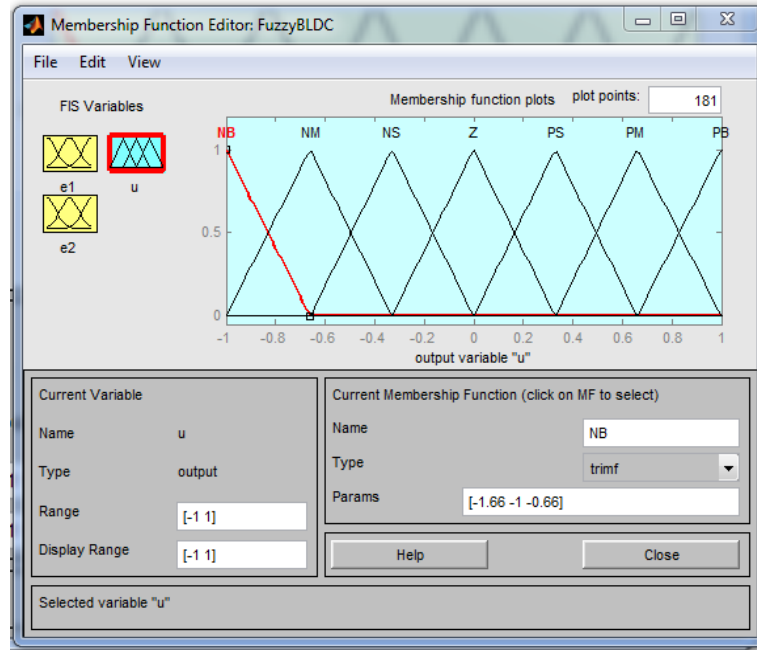 Membership Function Editor: FuzzyBLDC
File Edit View
FIS Variables
e1
u
e2
Membership function plots plot points: 181
NB NM NS Z PS PM PB
1
0.5
0
-1 -0.8 -0.6 -0.4 -0.2 0 0.2 0.4 0.6 0.8 1
output variable "u"
Current Variable
Name u
Type output
Range [-1 1]
Display Range [-1 1]
Current Membership Function (click on MF to select)
Name NB
Type trimf
Params [-1.66 -1 -0.66]
Help Close
Selected variable "u"